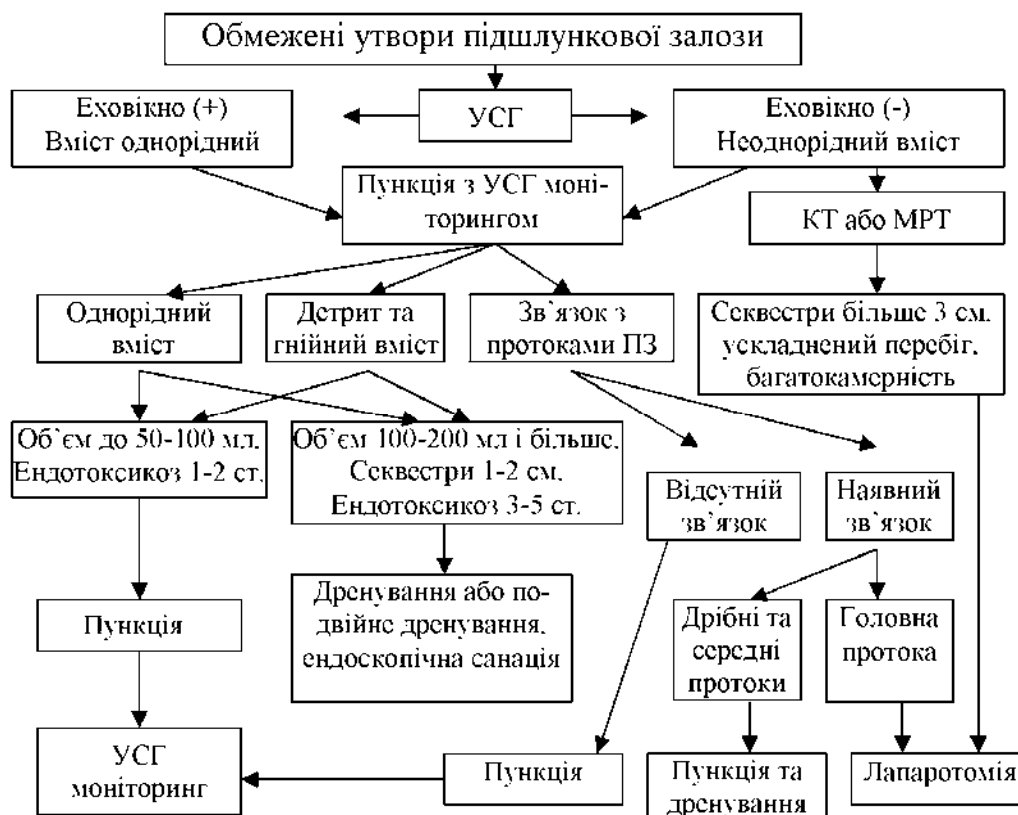 Обмежені утвори підшлункової залози
Еховікно (+)
Вміст однорідний
УСГ
Еховікно (-)
Неоднорідний вміст
Пункція з УСГ моні-
торингом
КТ або МРТ
Однорідний
вміст
Детрит та
гнійний вміст
Зв’язок з
протоками ПЗ
Секвестри більше 3 см.
ускладнений перебіг.
багатокамерність
Об’єм до 50-100 мл.
Ендотоксикоз 1-2 ст.
Об’єм 100-200 мл і більше.
Секвестри 1-2 см.
Ендотоксикоз 3-5 ст.
Відсутній
зв’язок
Наявний
зв’язок
Пункція
Дренування або по-
двійне дренування.
ендоскопічна санація
Дрібні та
середні
протоки
Головна
протока
УСГ
моніторинг
Пункція
Пункція та
дренування
Лапаротомія